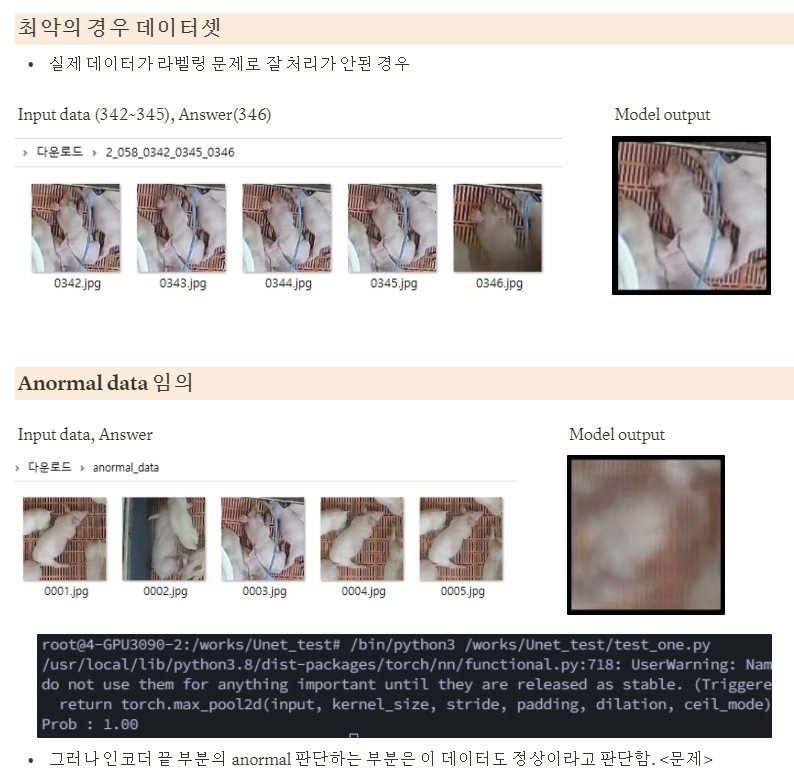 최악의 경우 데이터셋
• 실제 데이터가 라벨링 문제로 잘 처리가 안된 경우
Input data (342~345), Answer(346)
Model output
› 다운로드 › 2_058_0342_0345_0346
0342.jpg 0343.jpg 0344.jpg 0345.jpg 0346.jpg
Anormal data 임의
Input data, Answer
Model output
› 다운로드 › anormal_data
0001.jpg 0002.jpg 0003.jpg 0004.jpg 0005.jpg
root@4-GPU3090-2:/works/Unet_test# /bin/python3 /works/Unet_test/test_one.py
/usr/local/lib/python3.8/dist-packages/torch/nn/functional.py:718: UserWarning: Nam
do not use them for anything important until they are released as stable. (Triggere
return torch.max_pool2d(input, kernel_size, stride, padding, dilation, ceil_mode)
Prob : 1.00
• 그러나 인코더 끝 부분의 anormal 판단하는 부분은 이 데이터도 정상이라고 판단함. <문제>